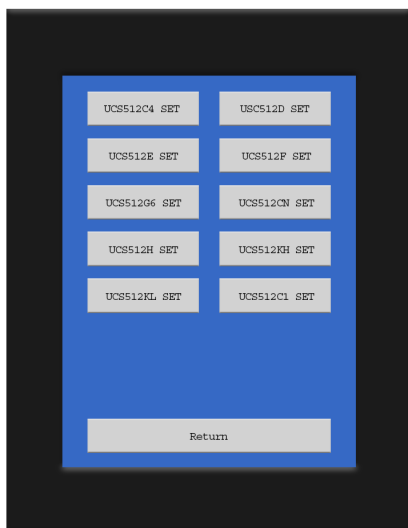 UCS512C4 SET
USC512D SET
UCS512E SET
UCS512F SET
UCS512G6 SET
UCS512CN SET
UCS512H SET
UCS512KH SET
UCS512KL SET
UCS512C1 SET
Return